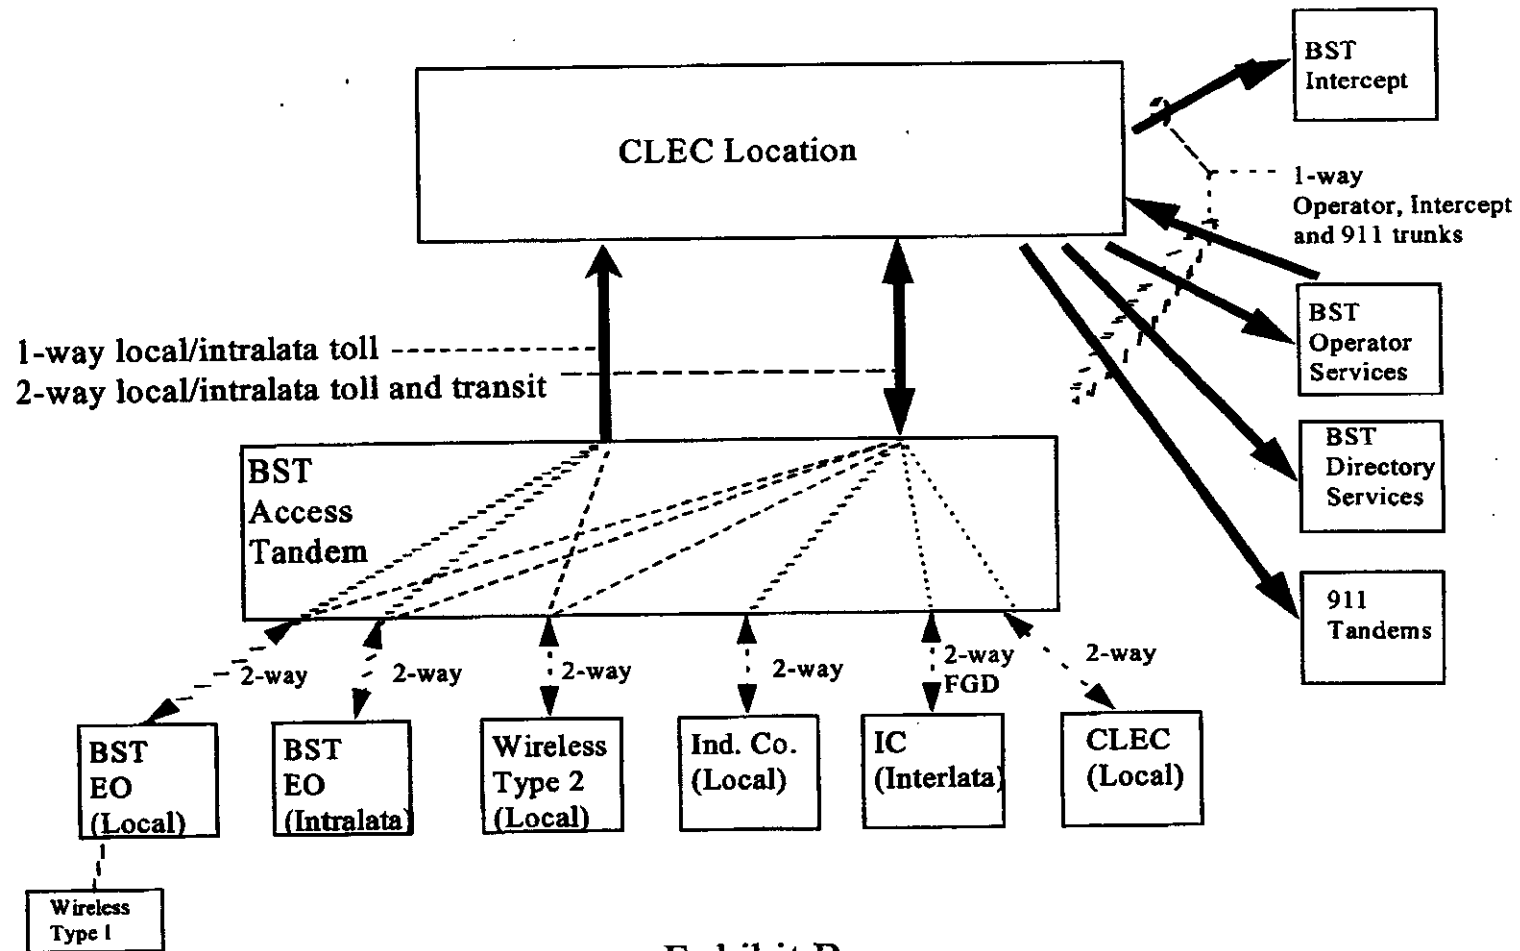 BST
Intercept
CLEC Location
1-way
Operator, Intercept
and 911 trunks
BST
Operator
Services
1-way local/intralata toll
2-way local/intralata toll and transit
BST
Directory
Services
BST
Access
Tandem
911
Tandems
2-way
2-way
2-way
2-way
2-way
FGD
2-way
BST
EO
(Local)
BST
EO
(Intralata)
Wireless
Type 2
(Local)
Ind. Co.
(Local)
IC
(Interlata)
CLEC
(Local)
Wireless
Type 1
Exhibit B